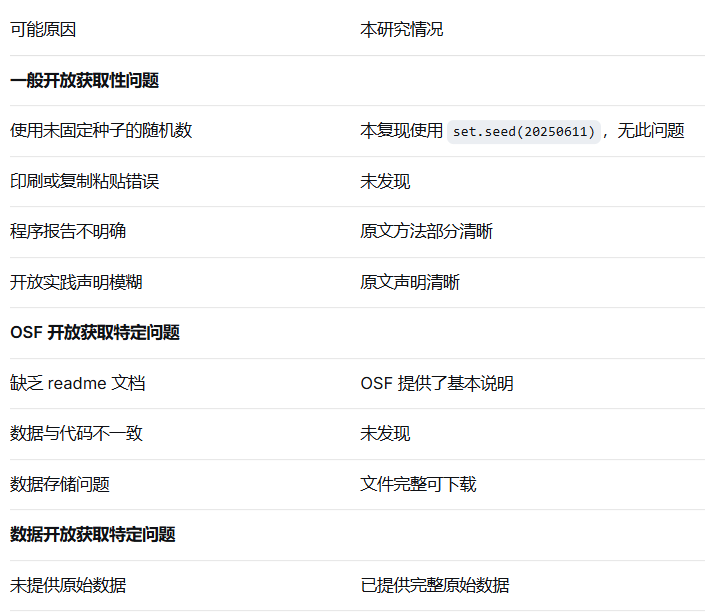 可能原因 本研究情况
一般开放获取性问题
使用未固定种子的随机数 本复现使用 set.seed(20250611)，无此问题
印刷或复制粘贴错误 未发现
程序报告不明确 原文方法部分清晰
开放实践声明模糊 原文声明清晰
OSF 开放获取特定问题
缺乏 readme 文档 OSF 提供了基本说明
数据与代码不一致 未发现
数据存储问题 文件完整可下载
数据开放获取特定问题
未提供原始数据 已提供完整原始数据